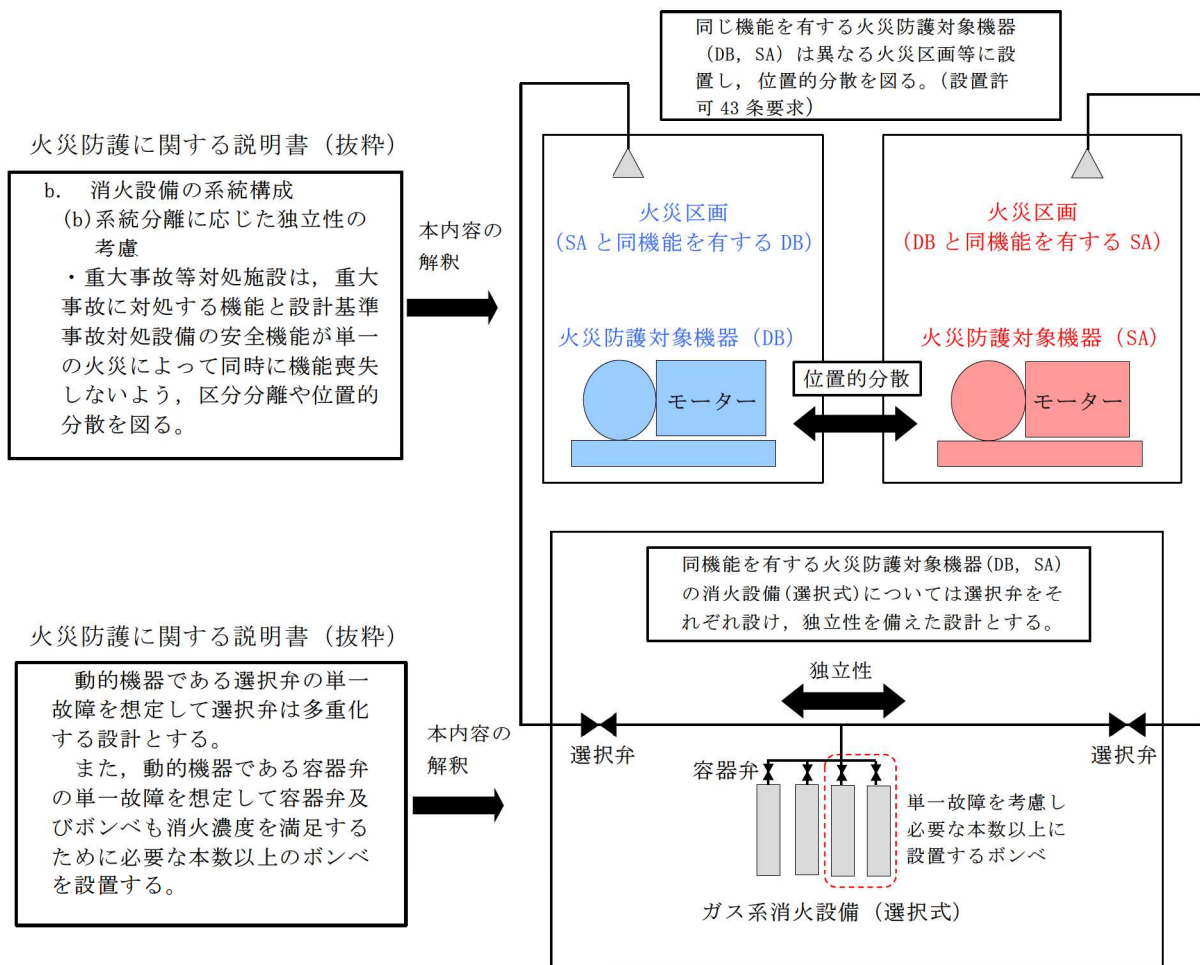 同じ機能を有する火災防護対象機器
(DB, SA) は異なる火災区画等に設
置し, 位置的分散を図る。(設置許
可 43 条要求)
火災防護に関する説明書 (抜粋)
b. 消火設備の系統構成
(b)系統分離に応じた独立性の
考慮
・重大事故等対処施設は, 重大
事故に対処する機能と設計基準
事故対処設備の安全機能が単一
の火災によって同時に機能喪失
しないよう, 区分分離や位置的
分散を図る。
本内容の
解釈
火災区画
(SA と同機能を有する DB)
火災防護対象機器 (DB)
モーター
位置的分散
火災区画
(DB と同機能を有する SA)
火災防護対象機器 (SA)
モーター
火災防護に関する説明書 (抜粋)
動的機器である選択弁の単一
故障を想定して選択弁は多重化
する設計とする。
また, 動的機器である容器弁
の単一故障を想定して容器弁及
びボンベも消火濃度を満足する
ために必要な本数以上のボンベ
を設置する。
本内容の
解釈
同機能を有する火災防護対象機器(DB, SA)
の消火設備(選択式)については選択弁をそ
れぞれ設け, 独立性を備えた設計とする。
独立性
選択弁
選択弁
容器弁
単一故障を考慮し
必要な本数以上に
設置するボンベ
ガス系消火設備 (選択式)